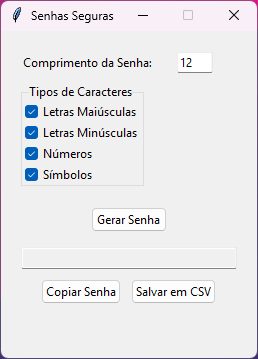 Senhas Seguras
Comprimento da Senha: 12
Tipos de Caracteres
Letras Maiúsculas
Letras Minúsculas
Números
Símbolos
Gerar Senha
Copiar Senha Salvar em CSV